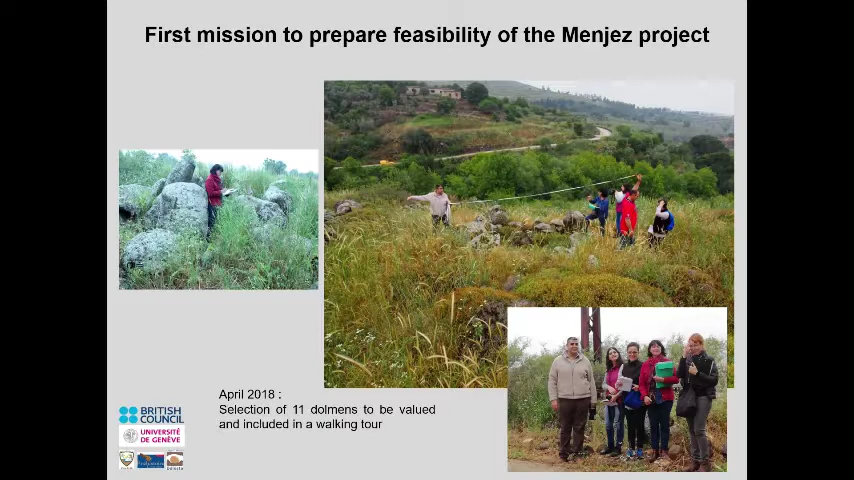 First mission to prepare feasibility of the Menjez project
April 2018 :
Selection of 11 dolmens to be valued
and included in a walking tour
BRITISH
COUNCIL
UNIVERSITÉ
DE GENÈVE